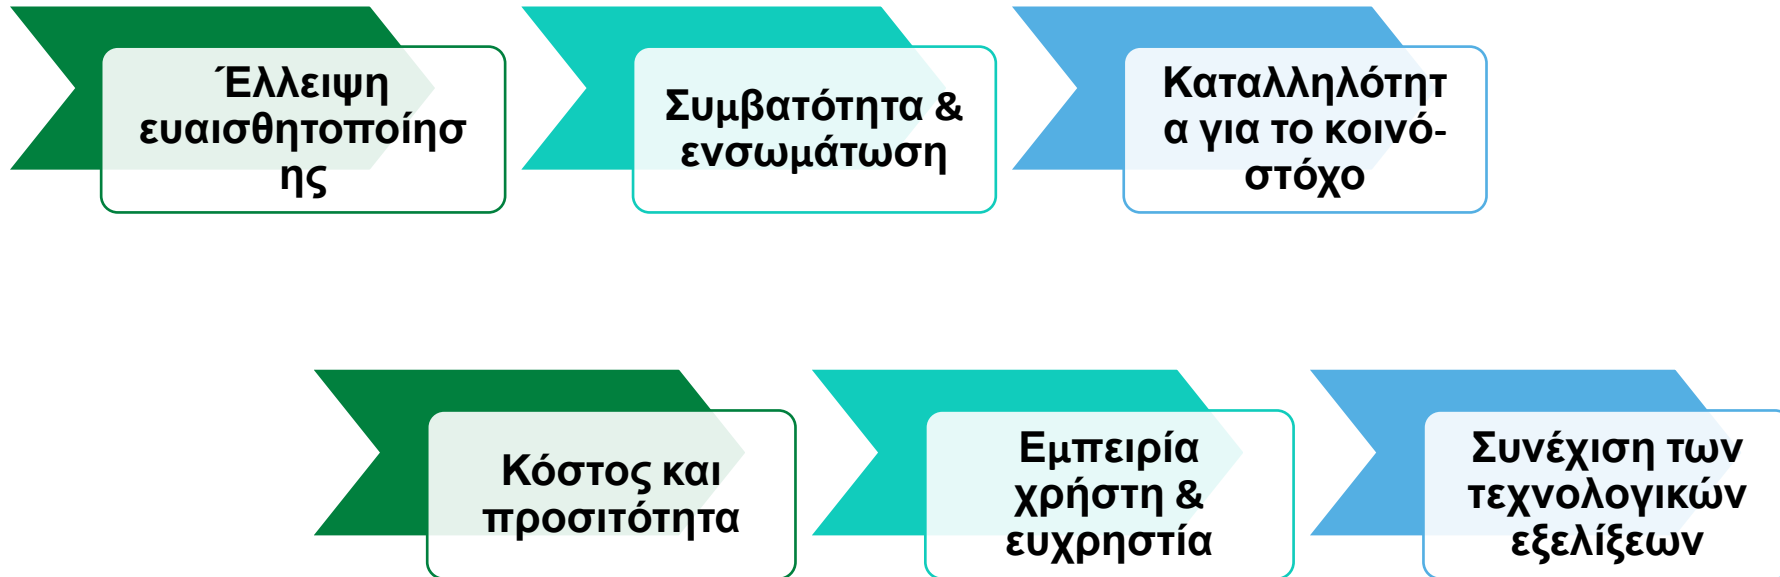 Έλλειψη
ευαισθητοποίησ
ης
Συμβατότητα &
ενσωμάτωση
Καταλληλότητ
α για το κοινό-
στόχο
Κόστος και
προσιτότητα
Εμπειρία
χρήστη &
ευχρηστία
Συνέχιση των
τεχνολογικών
εξελίξεων